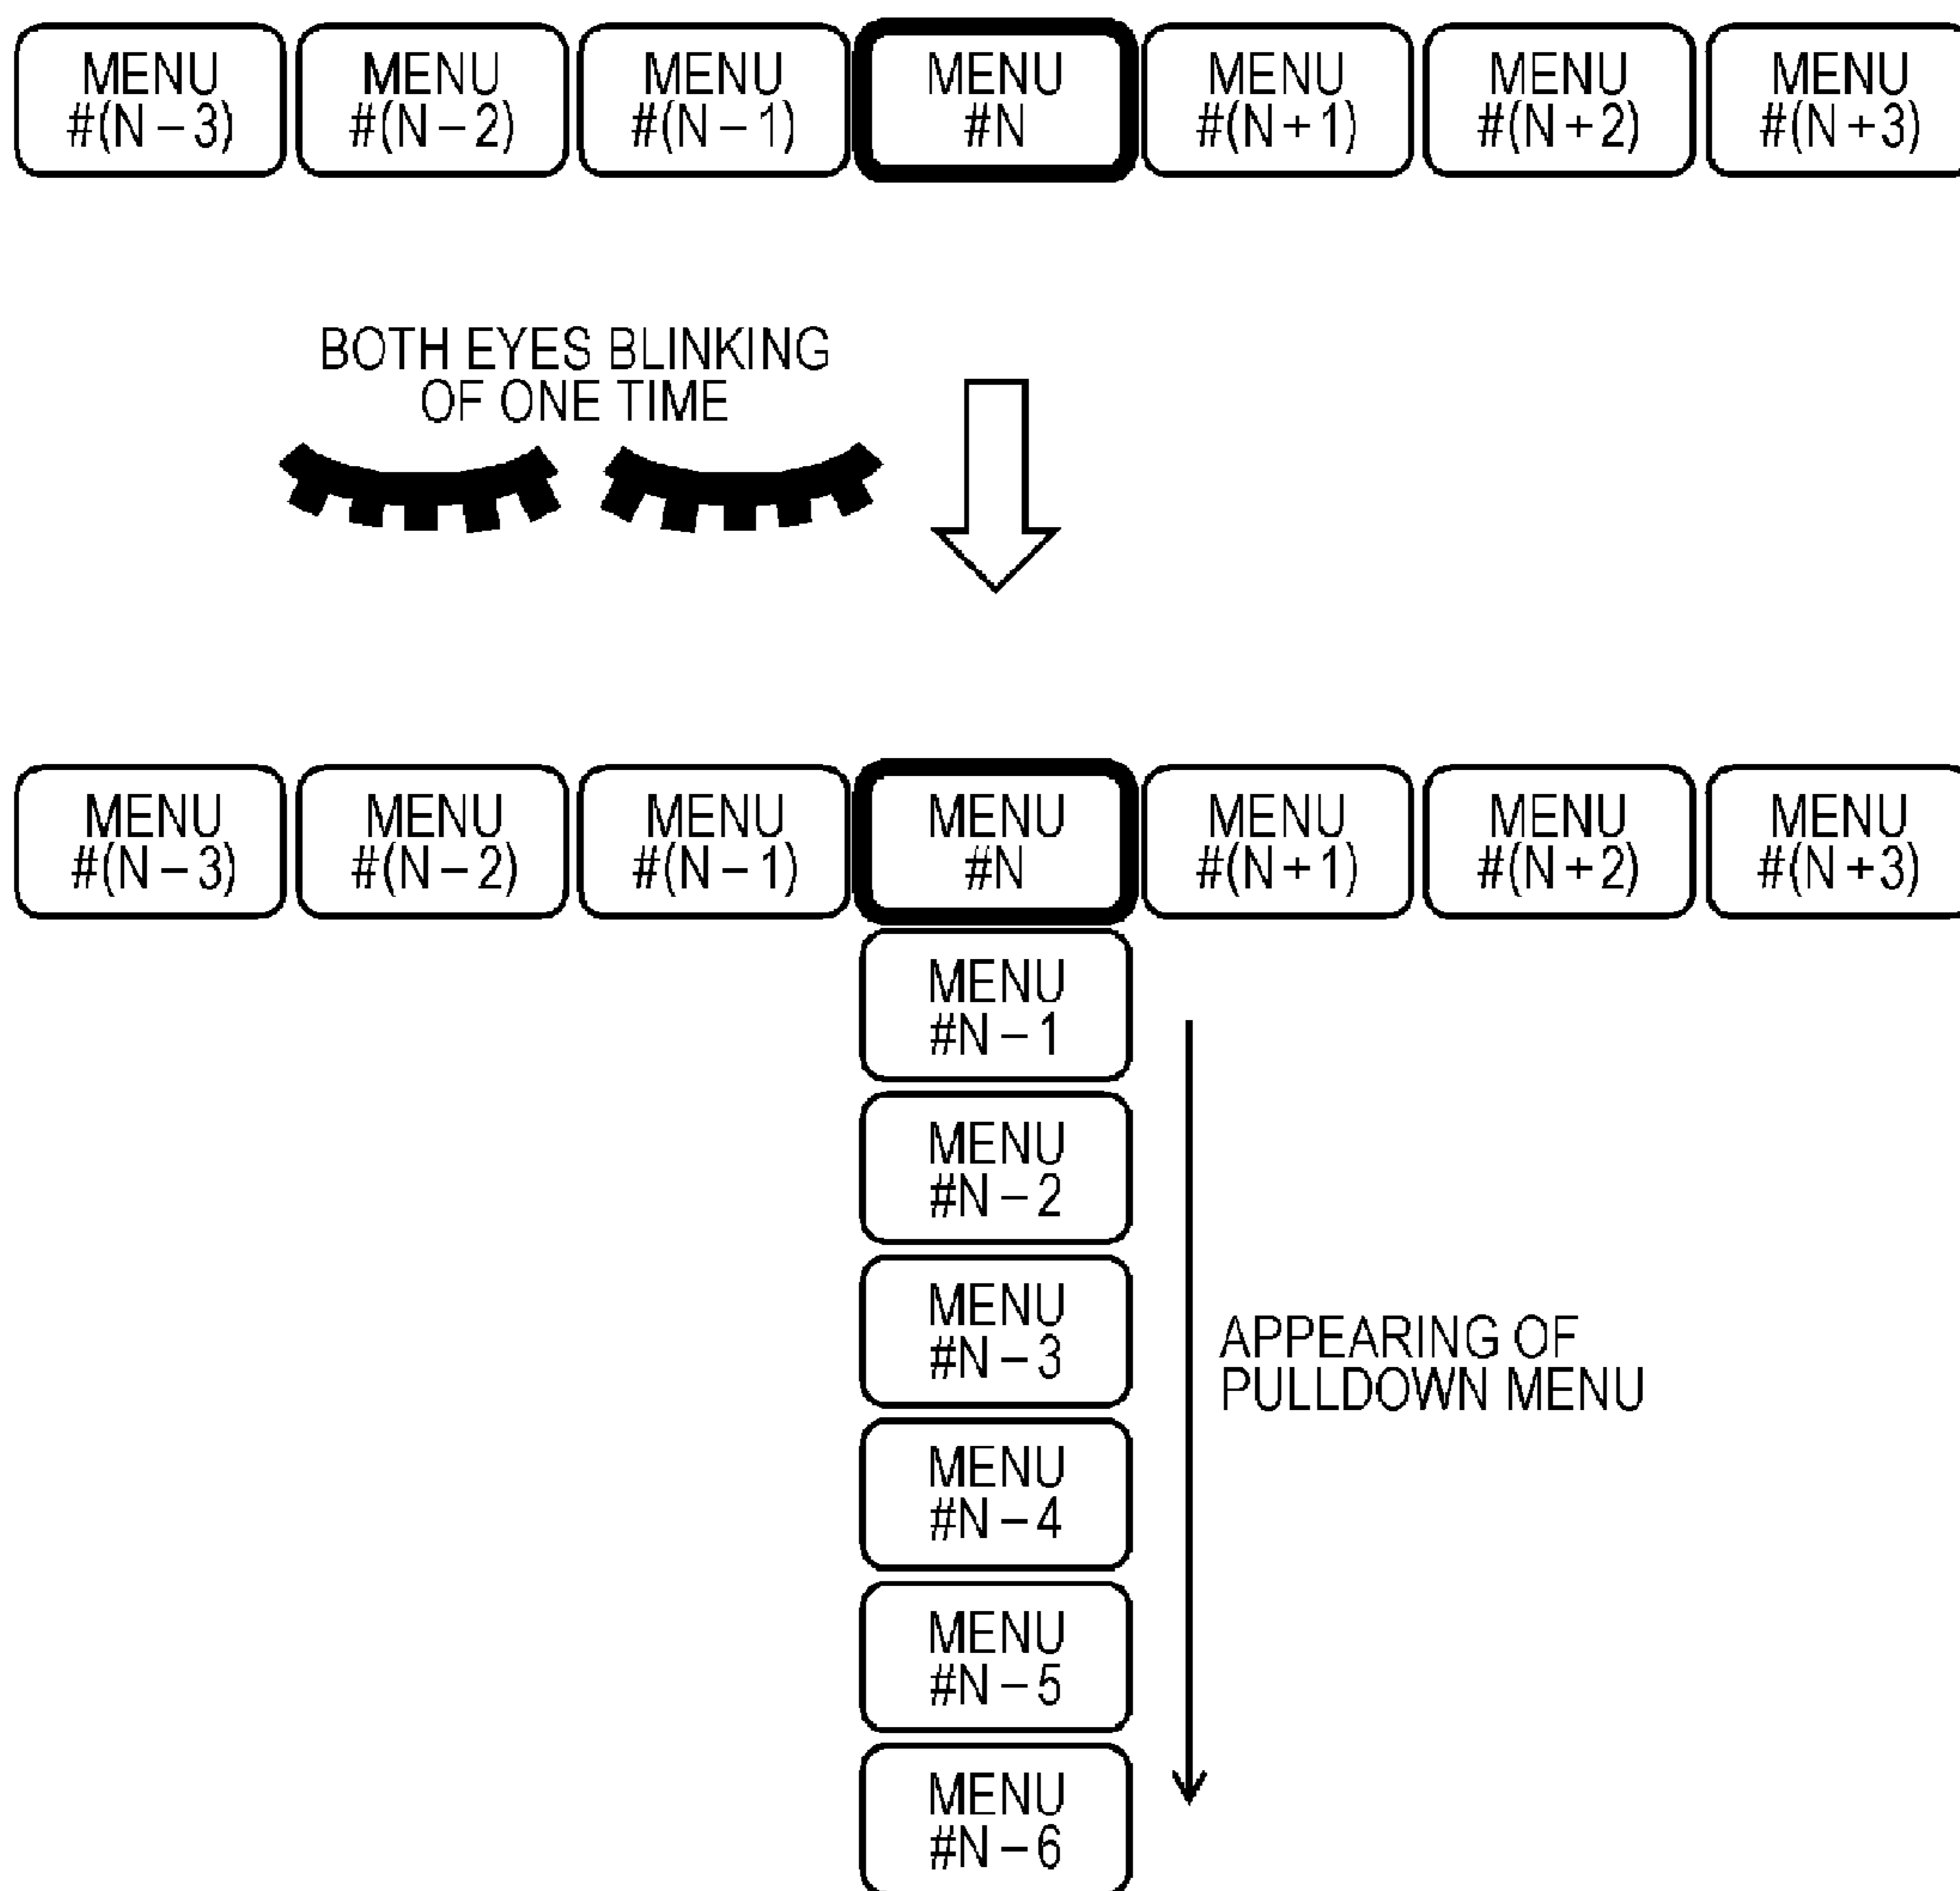 MENU MENU MENU MENU MENU MENU MENU
#(N–3) #(N–2) #(N–1) #N #(N+1) #(N+2) #(N+3)
BOTH EYES BLINKING
OF ONE TIME
MENU MENU MENU MENU MENU MENU MENU
#(N–3) #(N–2) #(N–1) #N #(N+1) #(N+2) #(N+3)
MENU
#N–1
MENU
#N–2
MENU
#N–3
APPEARING OF
PULLDOWN MENU
MENU
#N–4
MENU
#N–5
MENU
#N–6